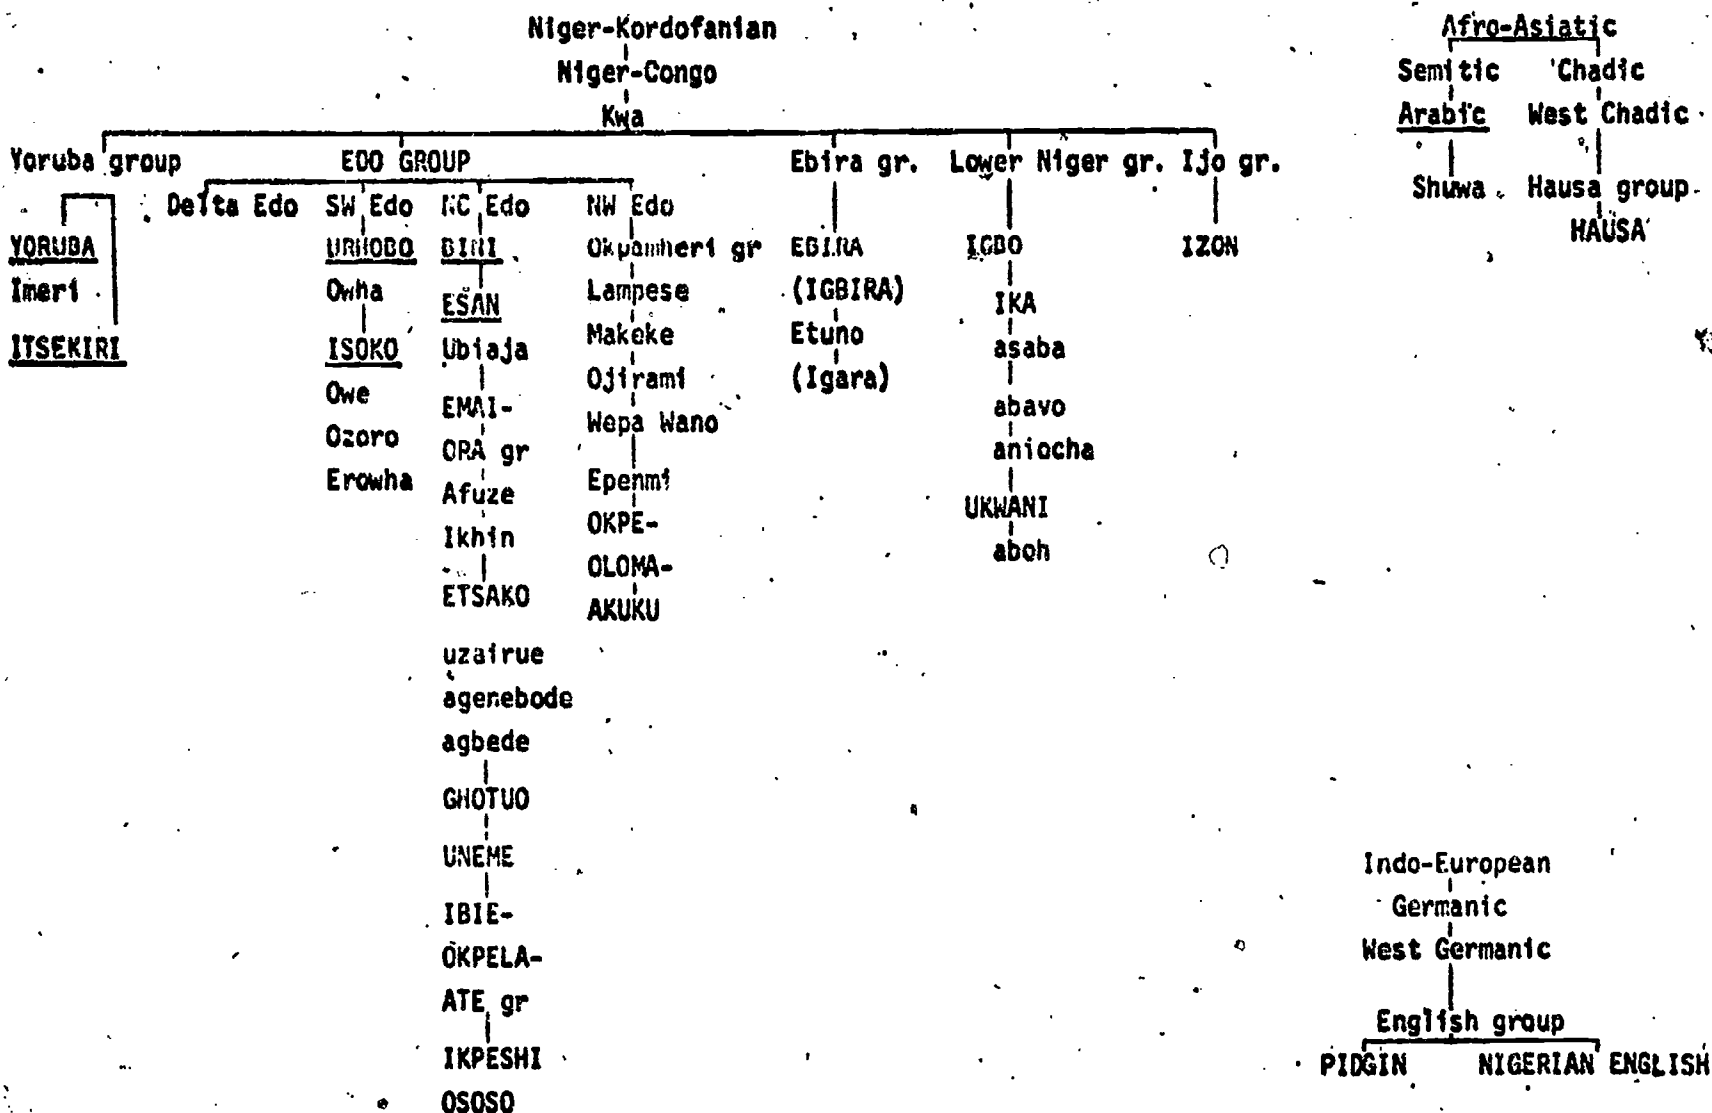 Niger-Kordofanian
Niger-Congo
Kwa
Yoruba group
EDO GROUP
Ebira gr.
Lower Niger gr.
Ijo gr.
YORUBA
Imeri
ITSEKIRI
Delta Edo
SW Edo
URHOBO
Owha
ISOKO
Owe
Ozoro
Erowha
NC Edo
BINI
ESAN
Ubiaja
EMAI-
ORA gr
Afuze
Ikhin
ETSAKO
uzairue
agenebode
agbede
GHOTUO
UNEME
IBIE-
OKPELA-
ATE gr
IKPESHI
OSOSO
NW Edo
Okpamheri gr
Lampese
Makeke
Ojirami
Wepa Wano
Epenmi
OKPE-
OLOMA-
AKUKU
EBIRA
(IGBIRA)
Etuno
(Igara)
IGBO
IKA
asaba
abavo
aniocha
UKWANI
aboh
IZON
Afro-Asiatic
Semitic
Arabic
Shuwa
Chadic
West Chadic
Hausa group
HAUSA
Indo-European
Germanic
West Germanic
English group
PIDGIN
NIGERIAN ENGLISH